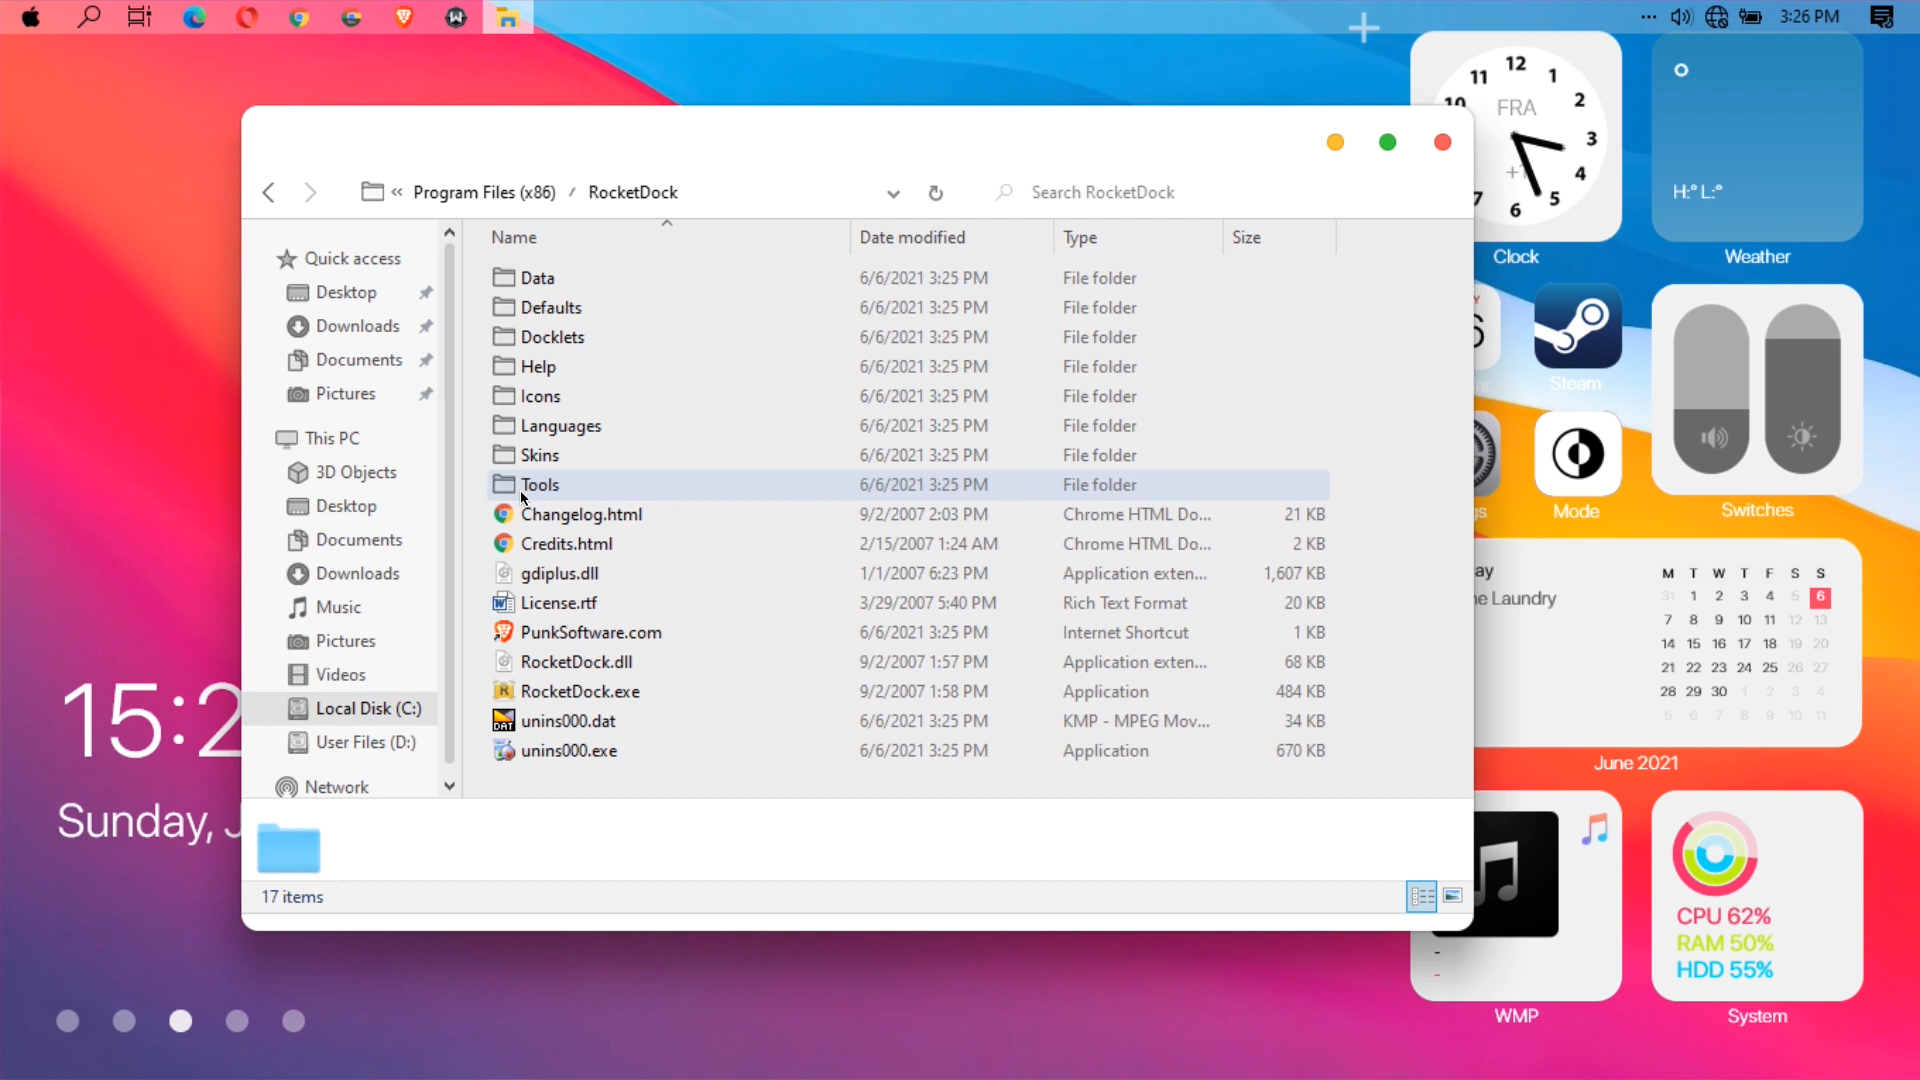 3:26 PM
« Program Files (x86) / RocketDock
Search RocketDock
Name Date modified Type Size
Quick access
Desktop
Downloads
Documents
Pictures
This PC
3D Objects
Desktop
Documents
Downloads
Music
Pictures
Videos
Local Disk (C:)
User Files (D:)
Network
Data 6/6/2021 3:25 PM File folder
Defaults 6/6/2021 3:25 PM File folder
Docklets 6/6/2021 3:25 PM File folder
Help 6/6/2021 3:25 PM File folder
Icons 6/6/2021 3:25 PM File folder
Languages 6/6/2021 3:25 PM File folder
Skins 6/6/2021 3:25 PM File folder
Tools 6/6/2021 3:25 PM File folder
Changelog.html 9/2/2007 2:03 PM Chrome HTML Do... 21 KB
Credits.html 2/15/2007 1:24 AM Chrome HTML Do... 2 KB
gdiplus.dll 1/1/2007 6:23 PM Application exten... 1,607 KB
License.rtf 3/29/2007 5:40 PM Rich Text Format 20 KB
PunkSoftware.com 6/6/2021 3:25 PM Internet Shortcut 1 KB
RocketDock.dll 9/2/2007 1:57 PM Application exten... 68 KB
RocketDock.exe 9/2/2007 1:58 PM Application 484 KB
unins000.dat 6/6/2021 3:25 PM KMP - MPEG Mov... 34 KB
unins000.exe 6/6/2021 3:25 PM Application 670 KB
17 items
15:2
Sunday, J
12
11 1
10 2
FRA
3
+1
4
7 5
6
Clock
H:° L:°
Weather
Steam
Mode
Switches
ay
ne Laundry
M T W T F S S
31 1 2 3 4 5 6
7 8 9 10 11 12 13
14 15 16 17 18 19 20
21 22 23 24 25 26 27
28 29 30 1 2 3 4
5 6 7 8 9 10 11
June 2021
-
-
WMP
CPU 62%
RAM 50%
HDD 55%
System